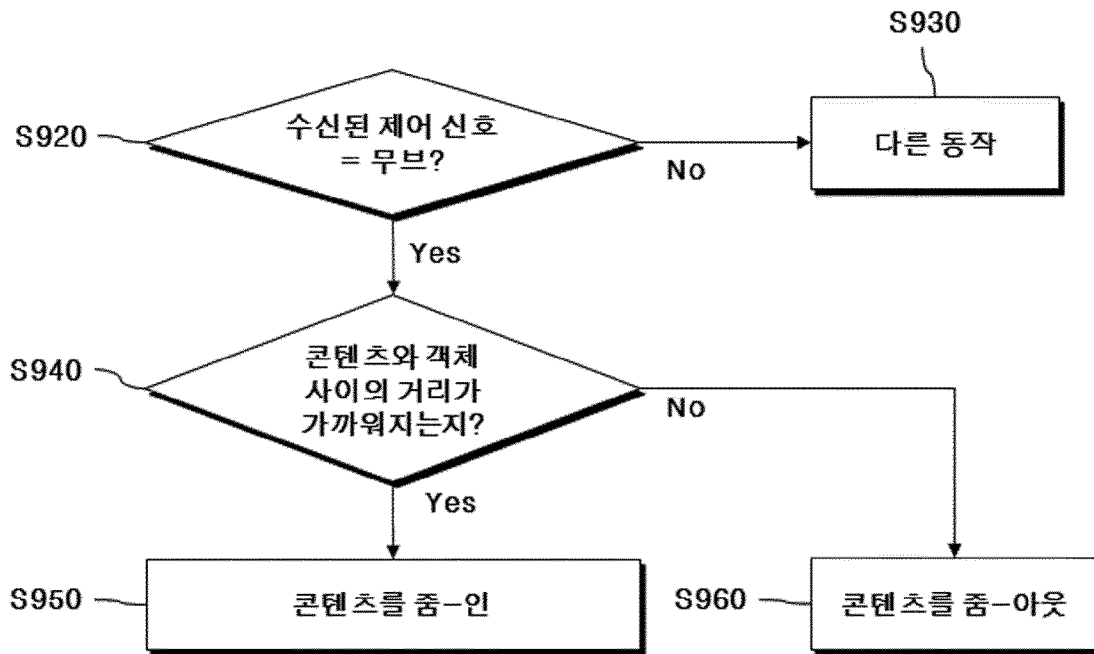 S930
S920
수신된 제어 신호
= 무브?
다른 동작
No
Yes
S940
콘텐츠와 객체
사이의 거리가
가까워지는지?
No
Yes
S950
콘텐츠를 줌-인
S960
콘텐츠를 줌-아웃